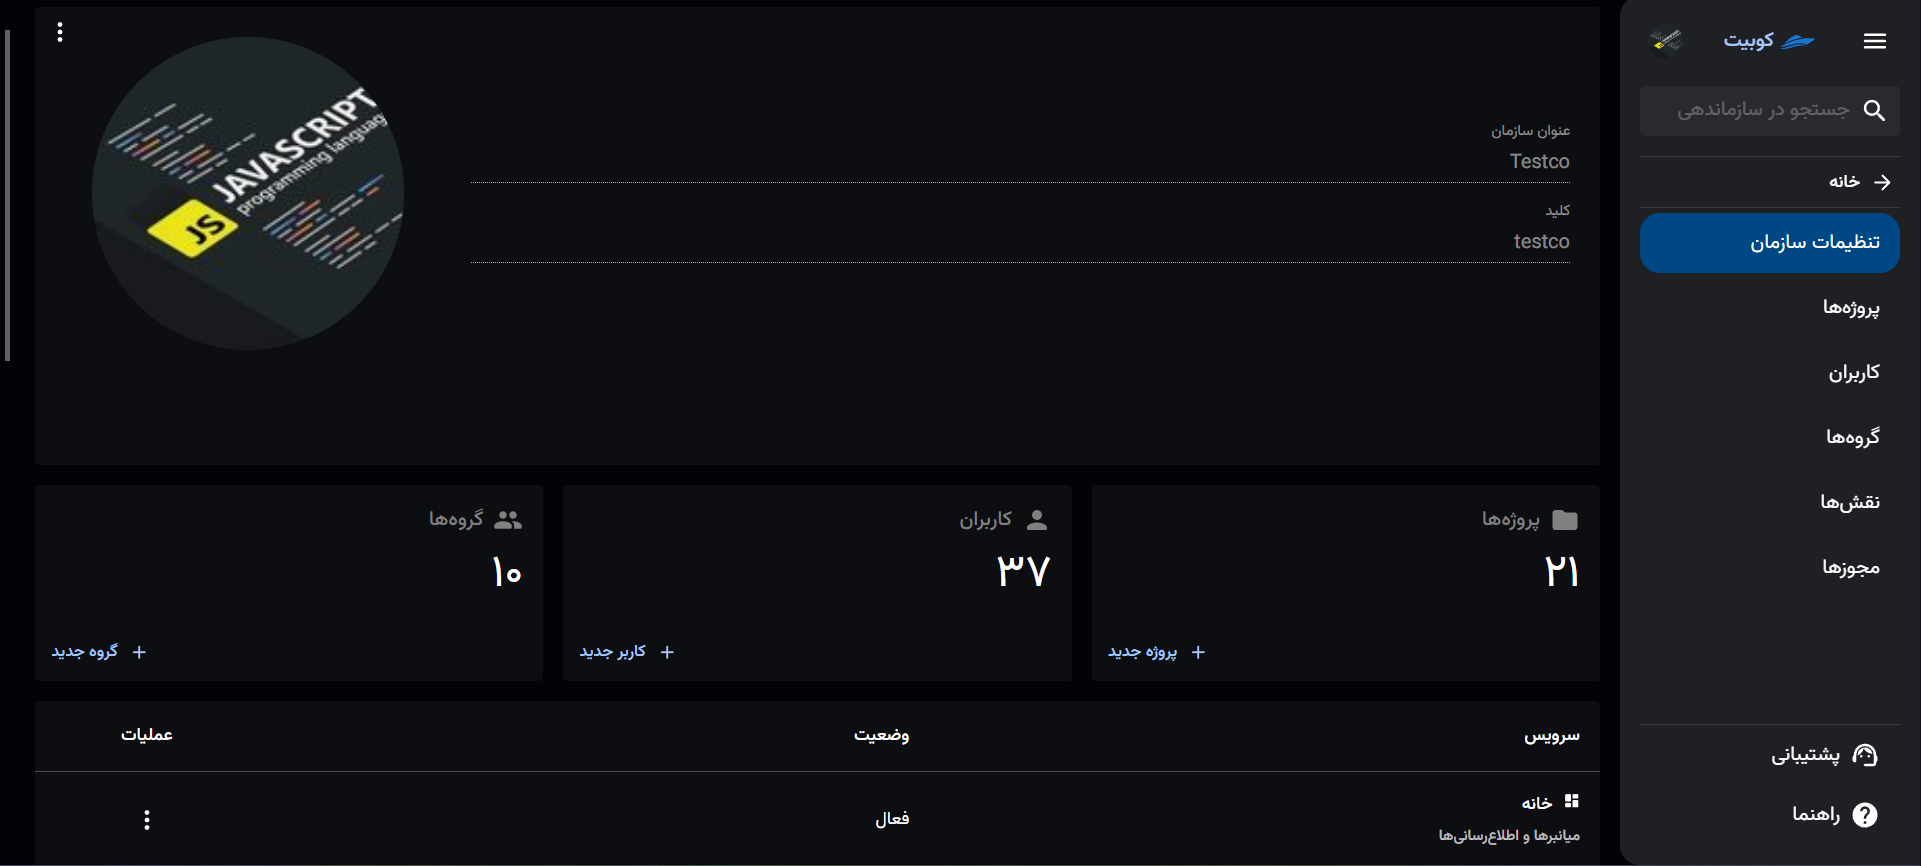 کوبیت
جستجو در سازماندهی
خانه
تنظیمات سازمان
پروژه‌ها
کاربران
گروه‌ها
نقش‌ها
مجوزها
پشتیبانی
راهنما
عنوان سازمان
Testco
کلید
testco
JAVASCRIPT
programming language
JS
پروژه‌ها
۲۱
+ پروژه جدید
کاربران
۳۷
+ کاربر جدید
گروه‌ها
۱۰
+ گروه جدید
سرویس وضعیت عملیات
خانه
میانبرها و اطلاع‌رسانی‌ها
فعال